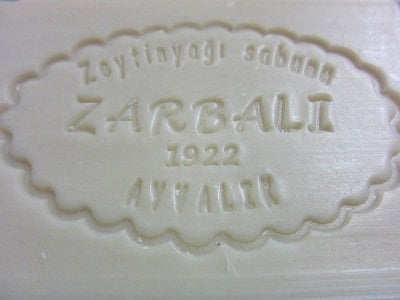 Zeytinyağı sabunu
ZARBALI
1922
AYVALIK